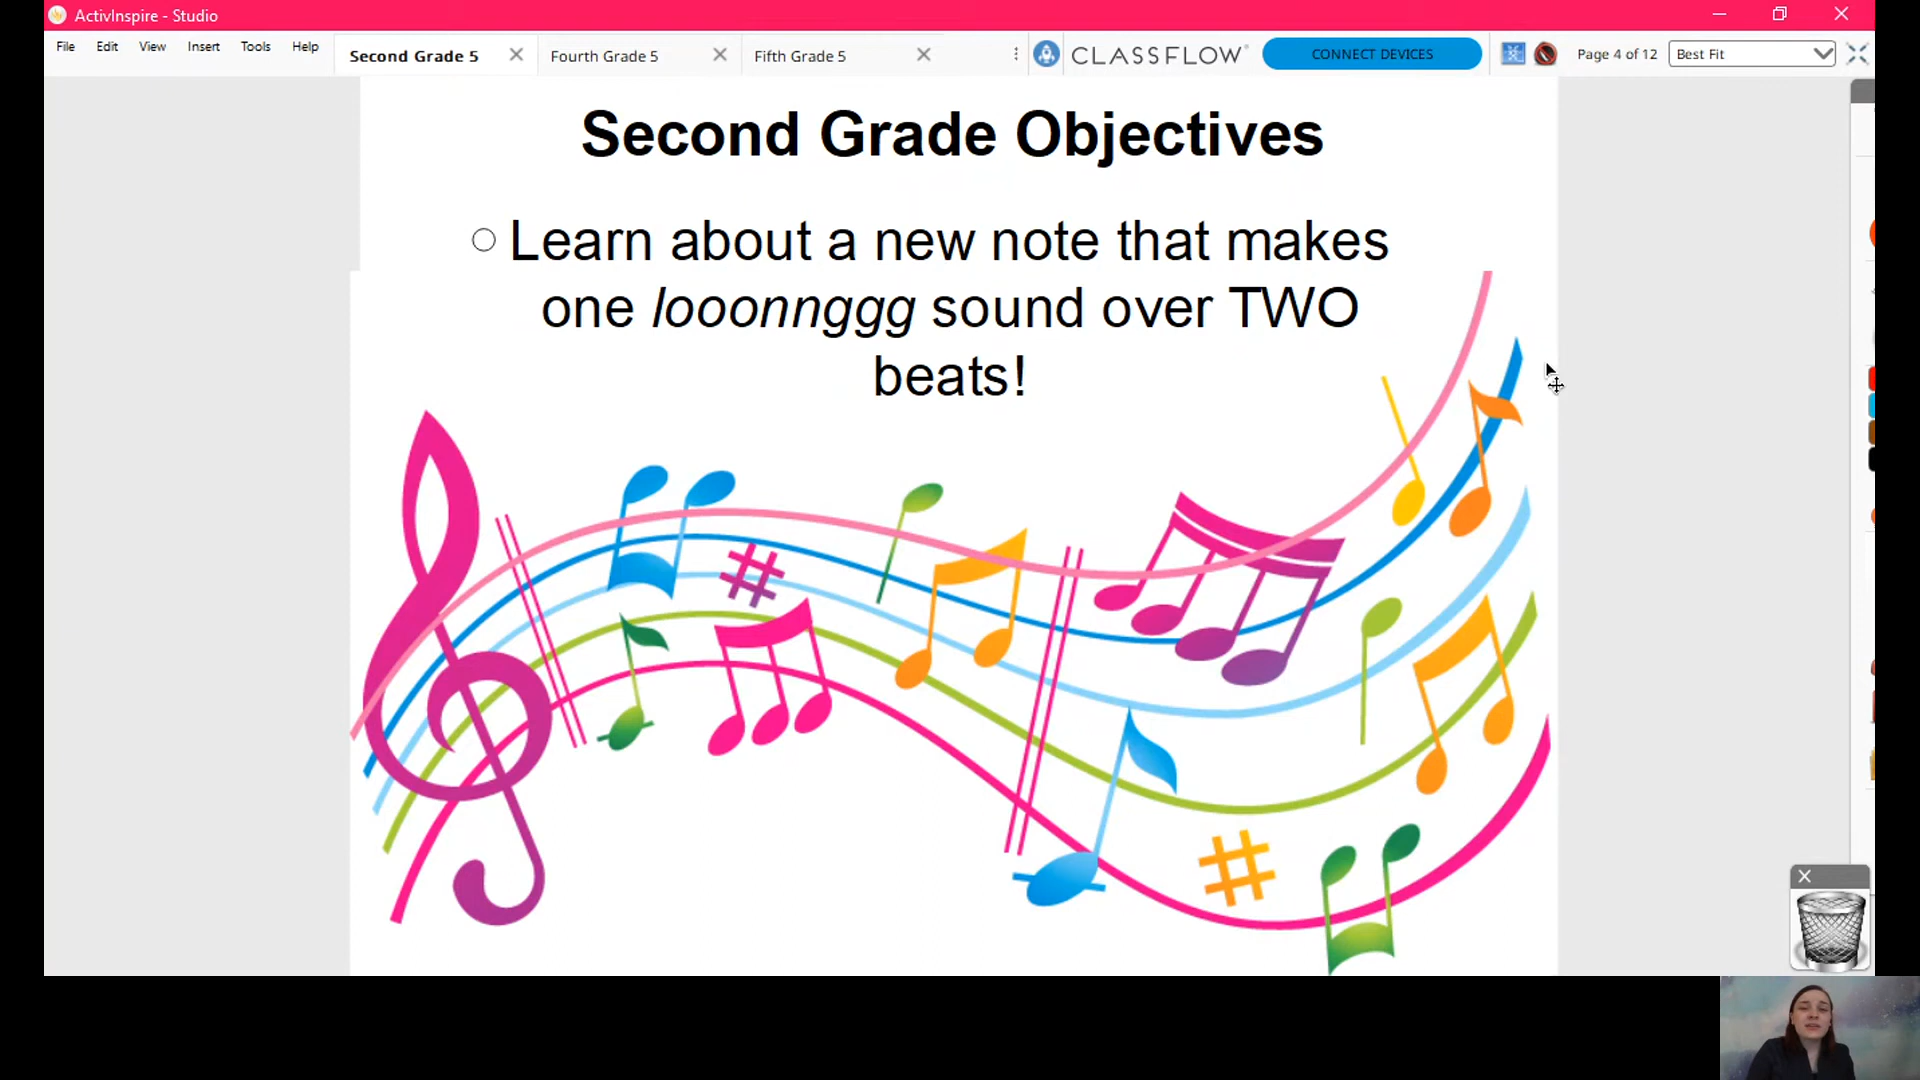 ActivInspire - Studio
File Edit View Insert Tools Help
Second Grade 5 Fourth Grade 5 Fifth Grade 5
CLASSFLOW
CONNECT DEVICES
Page 4 of 12
Best Fit
Second Grade Objectives
Learn about a new note that makes
one looonnggg sound over TWO
beats!